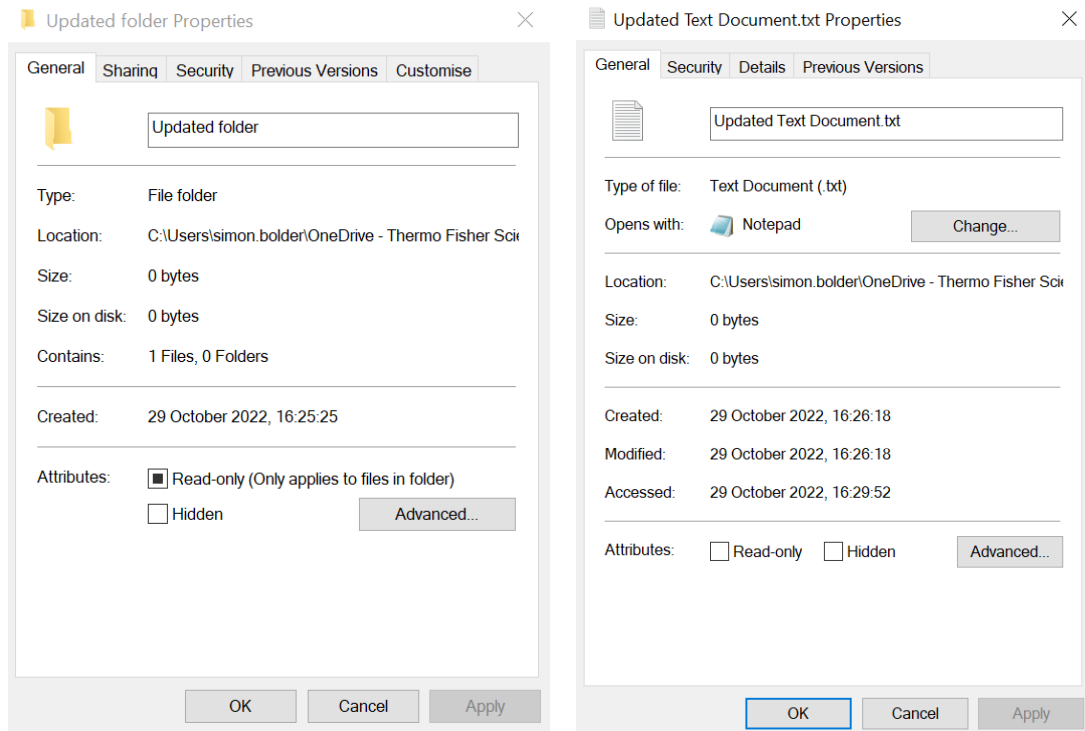 Updated folder Properties
General Sharing Security Previous Versions Customise
Updated folder
Type: File folder
Location: C:\Users\simon.bolder\OneDrive - Thermo Fisher Scie
Size: 0 bytes
Size on disk: 0 bytes
Contains: 1 Files, 0 Folders
Created: 29 October 2022, 16:25:25
Attributes: Read-only (Only applies to files in folder)
Hidden Advanced...
OK Cancel Apply
Updated Text Document.txt Properties
General Security Details Previous Versions
Updated Text Document.txt
Type of file: Text Document (.txt)
Opens with: Notepad Change...
Location: C:\Users\simon.bolder\OneDrive - Thermo Fisher Scie
Size: 0 bytes
Size on disk: 0 bytes
Created: 29 October 2022, 16:26:18
Modified: 29 October 2022, 16:26:18
Accessed: 29 October 2022, 16:29:52
Attributes: Read-only Hidden Advanced...
OK Cancel Apply